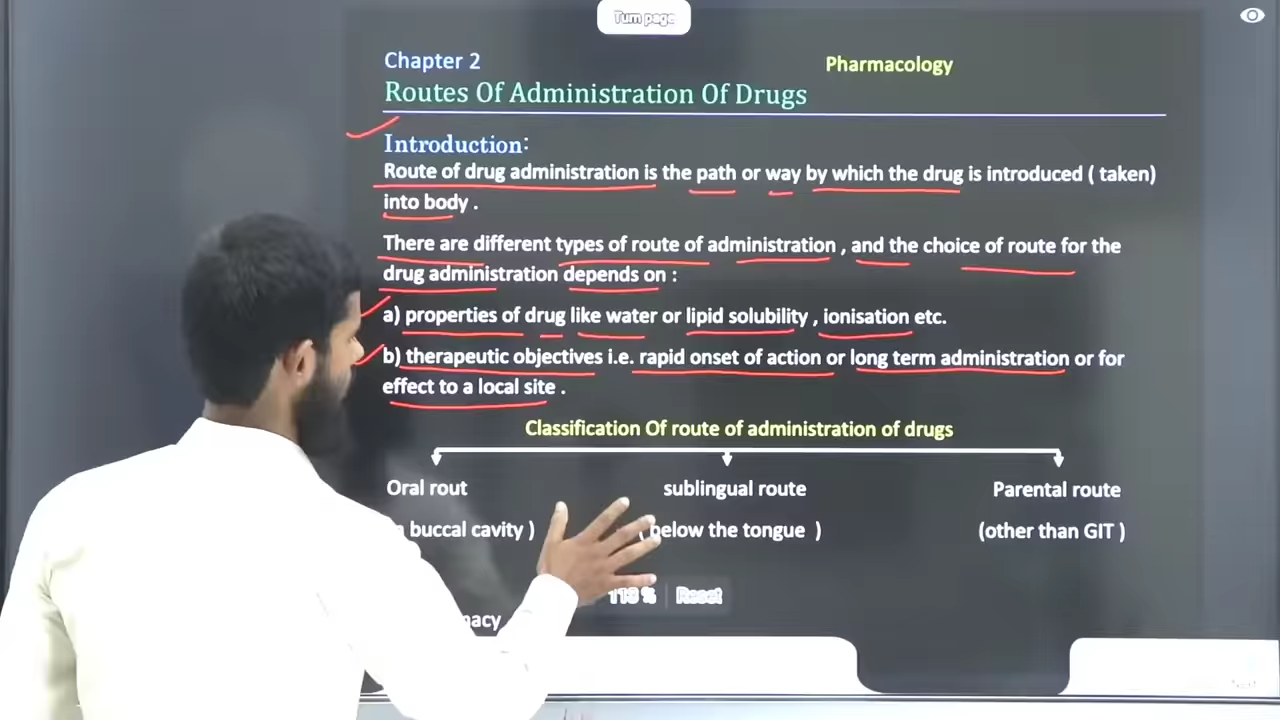 Turn page
Chapter 2
Pharmacology
Routes Of Administration Of Drugs
Introduction:
Route of drug administration is the path or way by which the drug is introduced ( taken)
into body .
There are different types of route of administration , and the choice of route for the
drug administration depends on :
a) properties of drug like water or lipid solubility , ionisation etc.
b) therapeutic objectives i.e. rapid onset of action or long term administration or for
effect to a local site .
Classification Of route of administration of drugs
Oral rout sublingual route Parental route
buccal cavity ) below the tongue ) (other than GIT )
118 % Reset